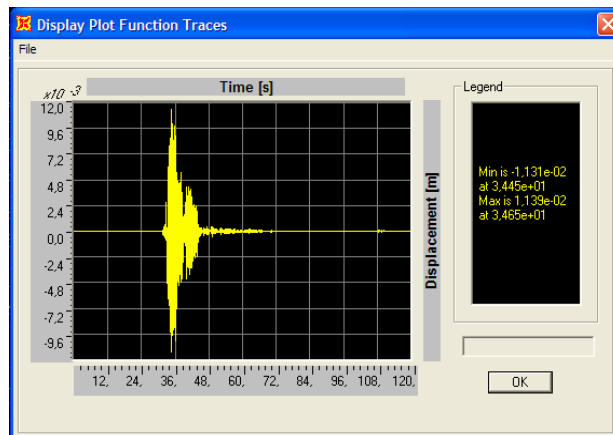 Display Plot Function Traces
File
x10 -3
Time [s]
Legend
12,0
9,6
7,2
4,8
2,4
0,0
-2,4
-4,8
-7,2
-9,6
Displacement [m]
Min is -1,131e-02
at 3,445e+01
Max is 1,139e-02
at 3,465e+01
12, 24, 36, 48, 60, 72, 84, 96, 108, 120,
OK